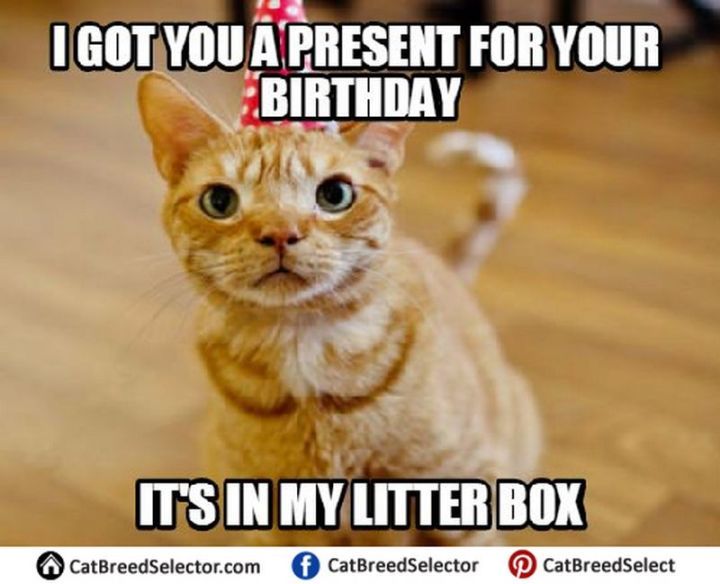 I GOT YOU A PRESENT FOR YOUR
BIRTHDAY
IT'S IN MY LITTER BOX
CatBreedSelector.com CatBreedSelector CatBreedSelect